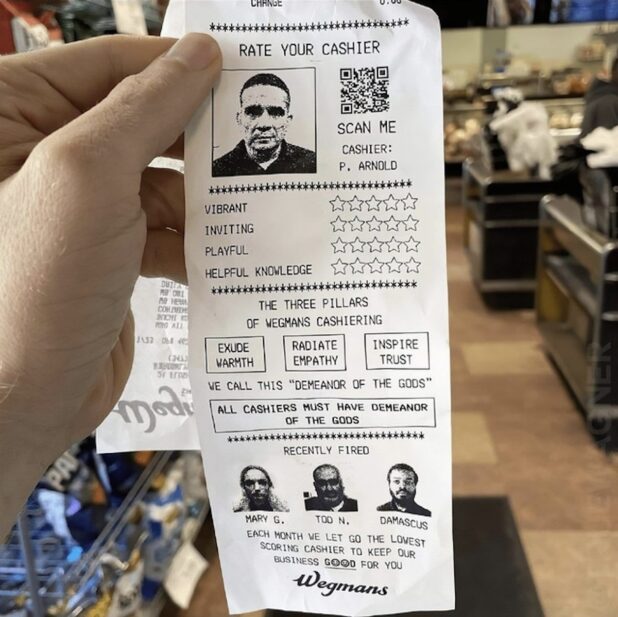 CHANGE 0.00
RATE YOUR CASHIER
SCAN ME
CASHIER:
P. ARNOLD
VIBRANT
INVITING
PLAYFUL
HELPFUL KNOWLEDGE
THE THREE PILLARS
OF WEGMANS CASHIERING
EXUDE
WARMTH
RADIATE
EMPATHY
INSPIRE
TRUST
WE CALL THIS "DEMEANOR OF THE GODS"
ALL CASHIERS MUST HAVE DEMEANOR
OF THE GODS
RECENTLY FIRED
MARY G.
TOD N.
DAMASCUS
EACH MONTH WE LET GO THE LOWEST
SCORING CASHIER TO KEEP OUR
BUSINESS GOOD FOR YOU
Wegmans